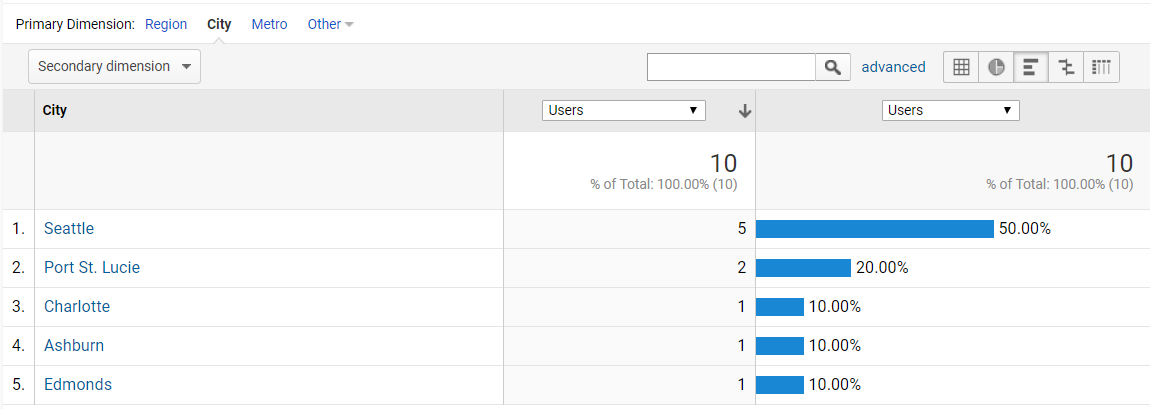 Primary Dimension: Region City Metro Other
Secondary dimension advanced
City Users Users
10 10
% of Total: 100.00% (10) % of Total: 100.00% (10)
1. Seattle 5 50.00%
2. Port St. Lucie 2 20.00%
3. Charlotte 1 10.00%
4. Ashburn 1 10.00%
5. Edmonds 1 10.00%